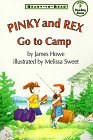 READY-TO-READ
PINKY and REX
Go to Camp
by James Howe
illustrated by Melissa Sweet